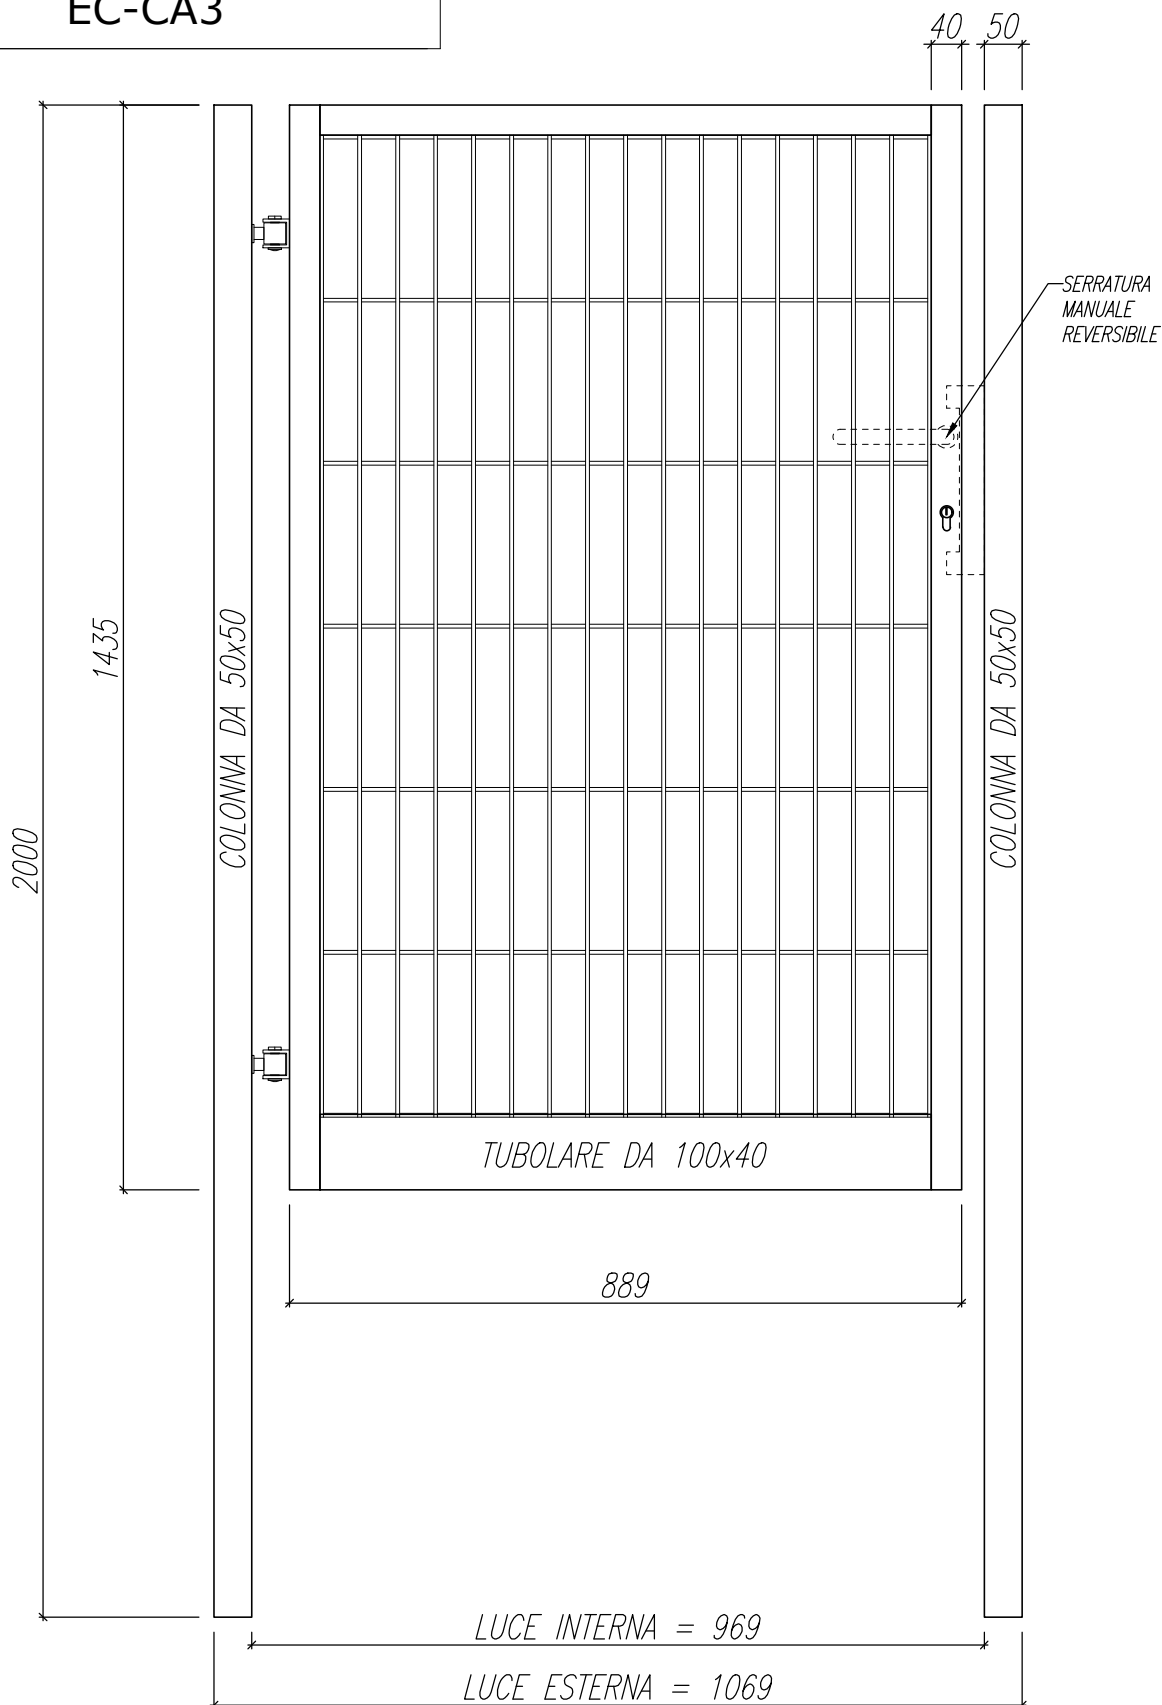 EC-CA3
40
50
SERRATURA
MANUALE
REVERSIBILE
1435
2000
COLONNA DA 50x50
COLONNA DA 50x50
TUBOLARE DA 100x40
889
LUCE INTERNA = 969
LUCE ESTERNA = 1069